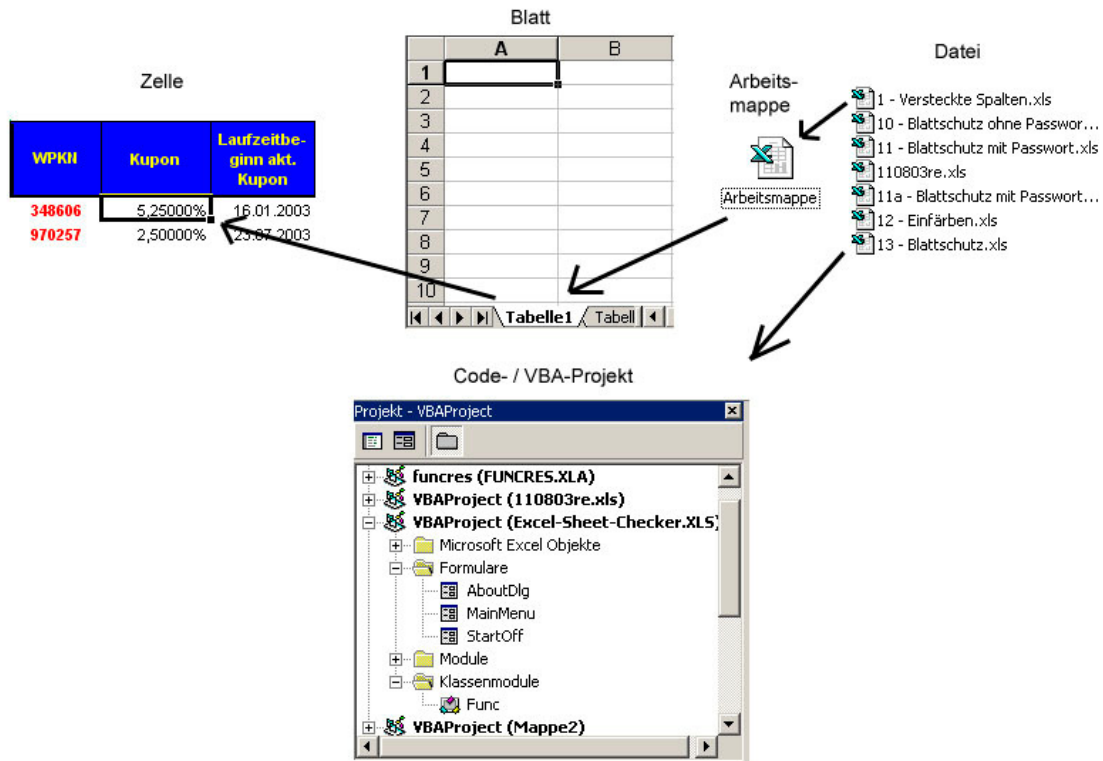 Blatt
Zelle
WPKN Kupon Laufzeitbe-
ginn akt.
Kupon
348606 5,25000% 16.01.2003
970257 2,50000% 23.07.2003
A B
1
2
3
4
5
6
7
8
9
10
Tabelle1 Tabell
Arbeits-
mappe
Arbeitsmappe
Datei
1 - Versteckte Spalten.xls
10 - Blattschutz ohne Passwor...
11 - Blattschutz mit Passwort.xls
110803re.xls
11a - Blattschutz mit Passwort...
12 - Einfärben.xls
13 - Blattschutz.xls
Code- / VBA-Projekt
Projekt - VBAProject
funcres (FUNCRES.XLA)
VBAProject (110803re.xls)
VBAProject (Excel-Sheet-Checker.XLS)
Microsoft Excel Objekte
Formulare
AboutDlg
MainMenu
StartOff
Module
Klassenmodule
Func
VBAProject (Mappe2)